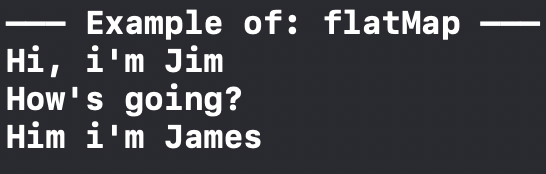 ——— Example of: flatMap ———
Hi, i'm Jim
How's going?
Him i'm James